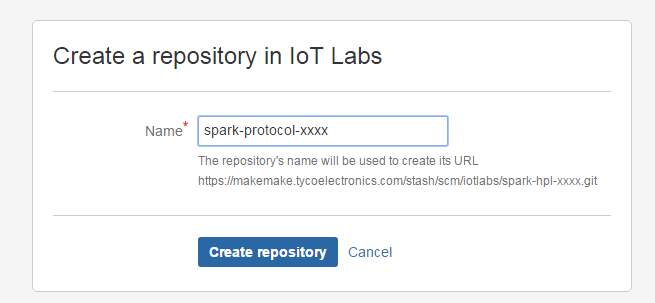 Create a repository in IoT Labs
Name* spark-protocol-xxxx
The repository's name will be used to create its URL
https://makemake.tycoelectronics.com/stash/scm/iotlabs/spark-hpl-xxxx.git
Create repository Cancel